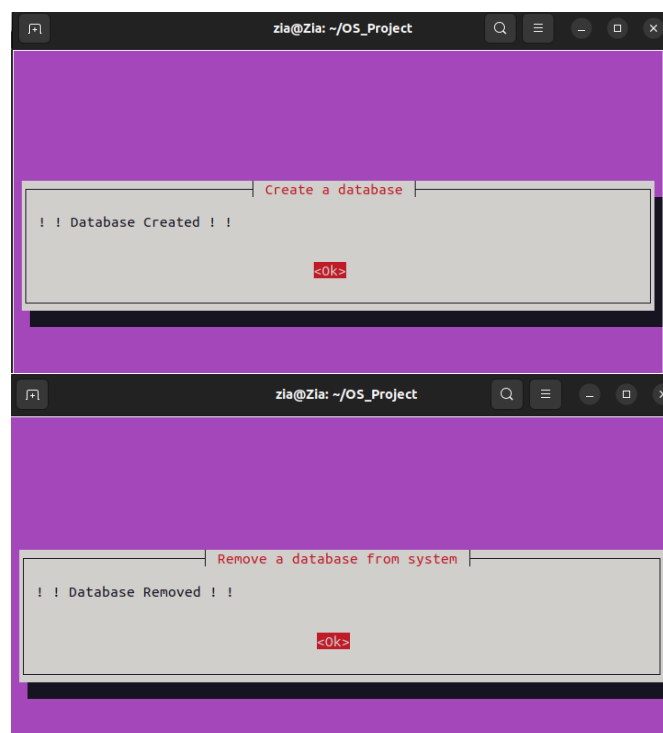 zia@Zia: ~/OS_Project
Create a database
! ! Database Created ! !
<Ok>
zia@Zia: ~/OS_Project
Remove a database from system
! ! Database Removed ! !
<Ok>